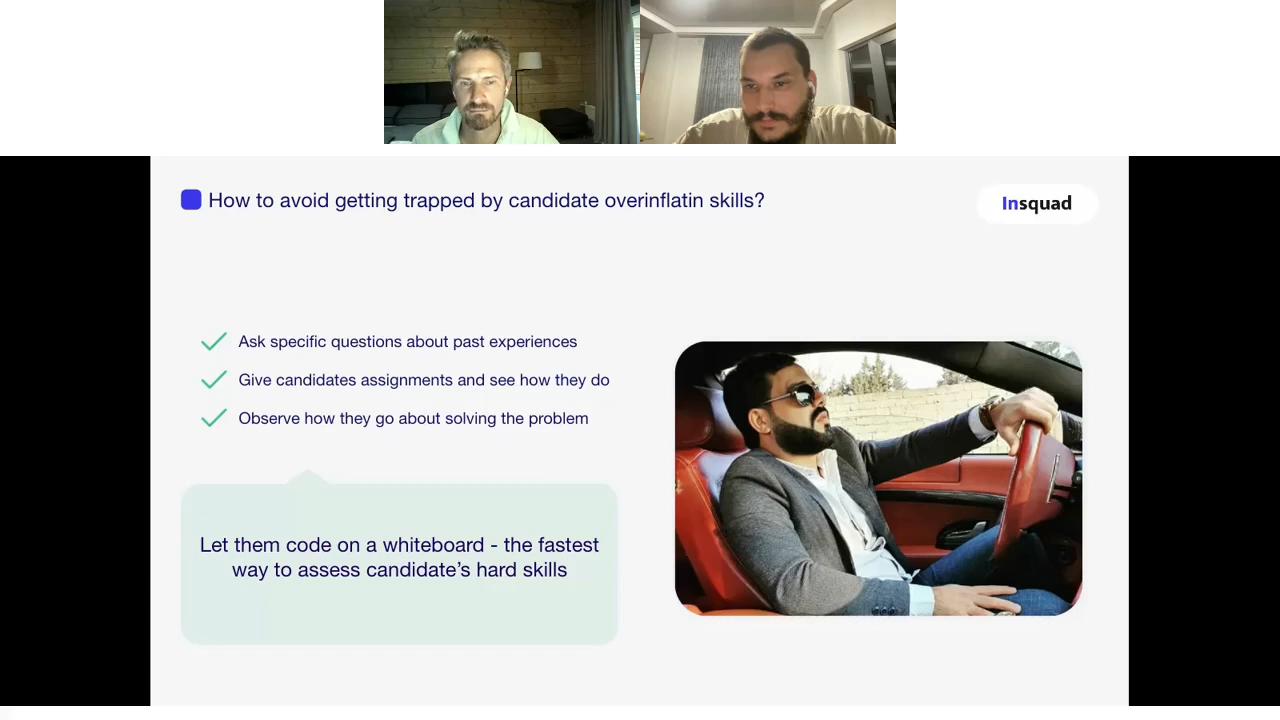 How to avoid getting trapped by candidate overinflatin skills?
Insquad
Ask specific questions about past experiences
Give candidates assignments and see how they do
Observe how they go about solving the problem
Let them code on a whiteboard - the fastest
way to assess candidate’s hard skills